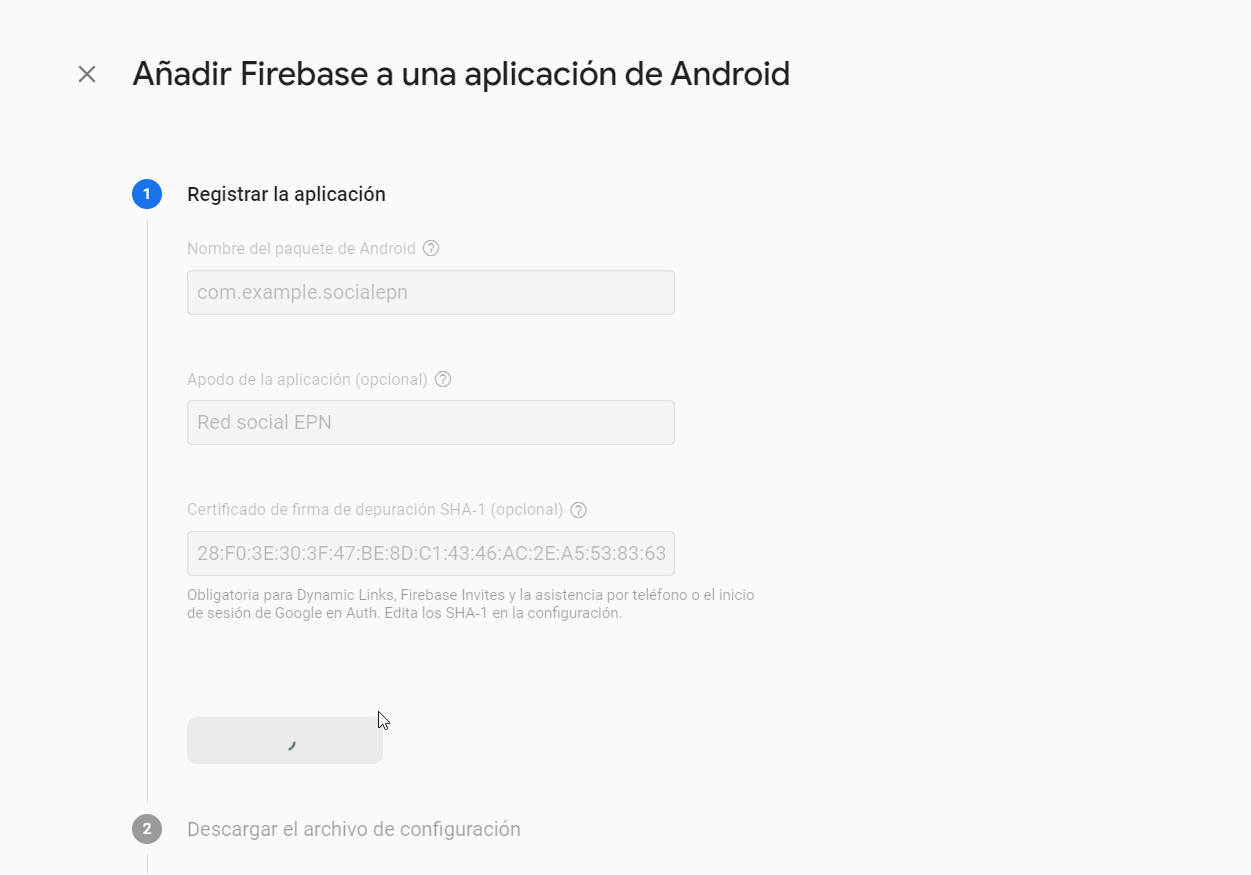 Añadir Firebase a una aplicación de Android
1
Registrar la aplicación
Nombre del paquete de Android ?
com.example.socialepn
Apodo de la aplicación (opcional) ?
Red social EPN
Certificado de firma de depuración SHA-1 (opcional) ?
28:F0:3E:30:3F:47:BE:8D:C1:43:46:AC:2E:A5:53:83:63
Obligatoria para Dynamic Links, Firebase Invites y la asistencia por teléfono o el inicio
de sesión de Google en Auth. Edita los SHA-1 en la configuración.
2
Descargar el archivo de configuración